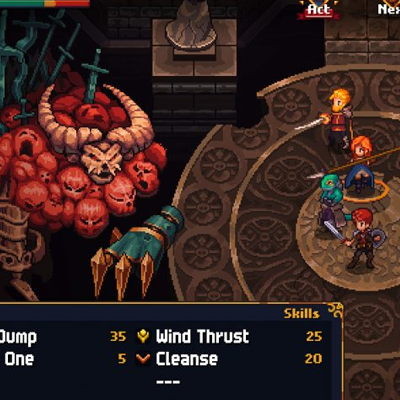 Act
Nex
Skills
Dump 35 Wind Thrust 25
One 5 Cleanse 20
---